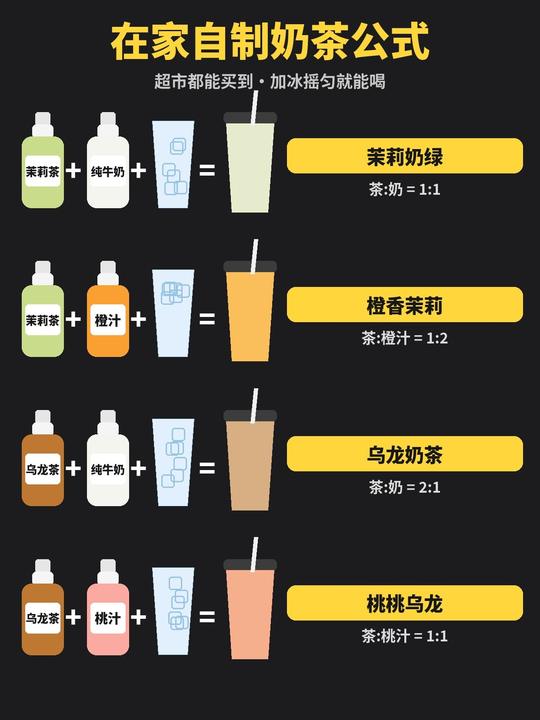 在家自制奶茶公式
超市都能买到·加冰摇匀就能喝
茉莉茶 + 纯牛奶 + =
茉莉奶绿
茶:奶 = 1:1
茉莉茶 + 橙汁 + =
橙香茉莉
茶:橙汁 = 1:2
乌龙茶 + 纯牛奶 + =
乌龙奶茶
茶:奶 = 2:1
乌龙茶 + 桃汁 + =
桃桃乌龙
茶:桃汁 = 1:1